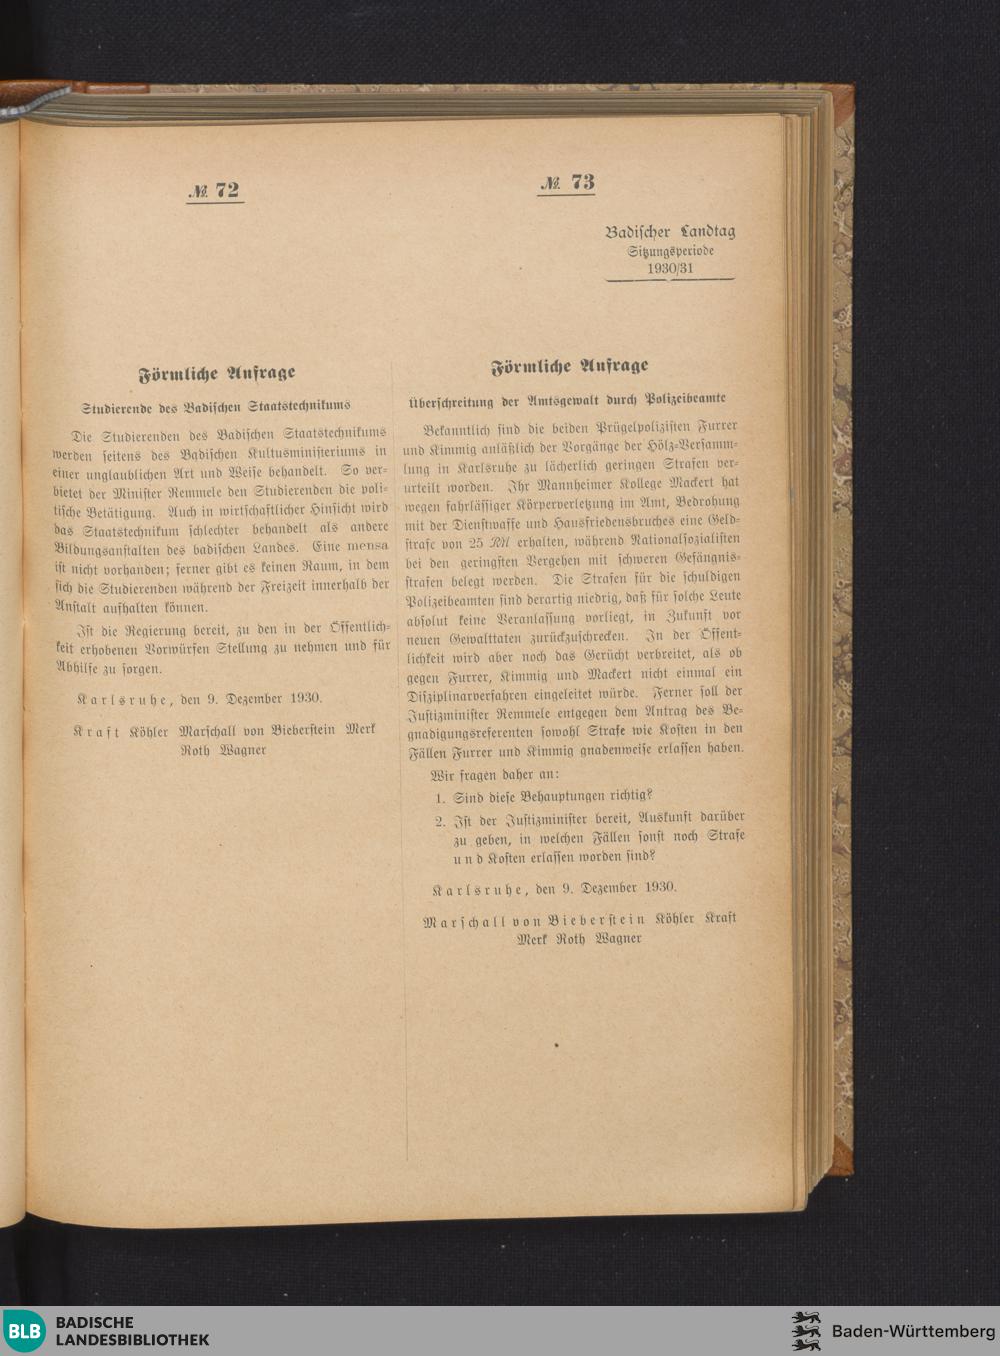 № 72
Förmliche Anfrage
Studierende des Badischen Staatstechnikums
Die Studierenden des Badischen Staatstechnikums
werden seitens des Badischen Kultusministeriums in
einer unglaublichen Art und Weise behandelt. So ver-
bietet der Minister Remmele den Studierenden die poli-
tische Betätigung. Auch in wirtschaftlicher Hinsicht wird
das Staatstechnikum schlechter behandelt als andere
Bildungsanstalten des badischen Landes. Eine mensa
ist nicht vorhanden; ferner gibt es keinen Raum, in dem
sich die Studierenden während der Freizeit innerhalb der
Anstalt aufhalten können.
Ist die Regierung bereit, zu den in der Öffentlich-
keit erhobenen Vorwürfen Stellung zu nehmen und für
Abhilfe zu sorgen.
Karlsruhe, den 9. Dezember 1930.
Kraft Köhler Marschall von Bieberstein Merk
Roth Wagner
№ 73
Badischer Landtag
Sitzungsperiode
1930/31
Förmliche Anfrage
Überschreitung der Amtsgewalt durch Polizeibeamte
Bekanntlich sind die beiden Prügelpolizisten Furrer
und Kimmig anläßlich der Vorgänge der Hölz-Versamm-
lung in Karlsruhe zu lächerlich geringen Strafen ver-
urteilt worden. Ihr Mannheimer Kollege Mackert hat
wegen fahrlässiger Körperverletzung im Amt, Bedrohung
mit der Dienstwaffe und Hausfriedensbruches eine Geld-
strafe von 25 RM erhalten, während Nationalsozialisten
bei den geringsten Vergehen mit schweren Gefängnis-
strafen belegt werden. Die Strafen für die schuldigen
Polizeibeamten sind derartig niedrig, daß für solche Leute
absolut keine Veranlassung vorliegt, in Zukunft vor
neuen Gewalttaten zurückzuschrecken. In der Öffent-
lichkeit wird aber noch das Gerücht verbreitet, als ob
gegen Furrer, Kimmig und Mackert nicht einmal ein
Disziplinarverfahren eingeleitet würde. Ferner soll der
Justizminister Remmele entgegen dem Antrag des Be-
gnadigungsreferenten sowohl Strafe wie Kosten in den
Fällen Furrer und Kimmig gnadenweise erlassen haben.
Wir fragen daher an:
1. Sind diese Behauptungen richtig?
2. Ist der Justizminister bereit, Auskunft darüber
zu geben, in welchen Fällen sonst noch Strafe
und Kosten erlassen worden sind?
Karlsruhe, den 9. Dezember 1930.
Marschall von Bieberstein Köhler Kraft
Merk Roth Wagner
BLB BADISCHE
LANDESBIBLIOTHEK
Baden-Württemberg